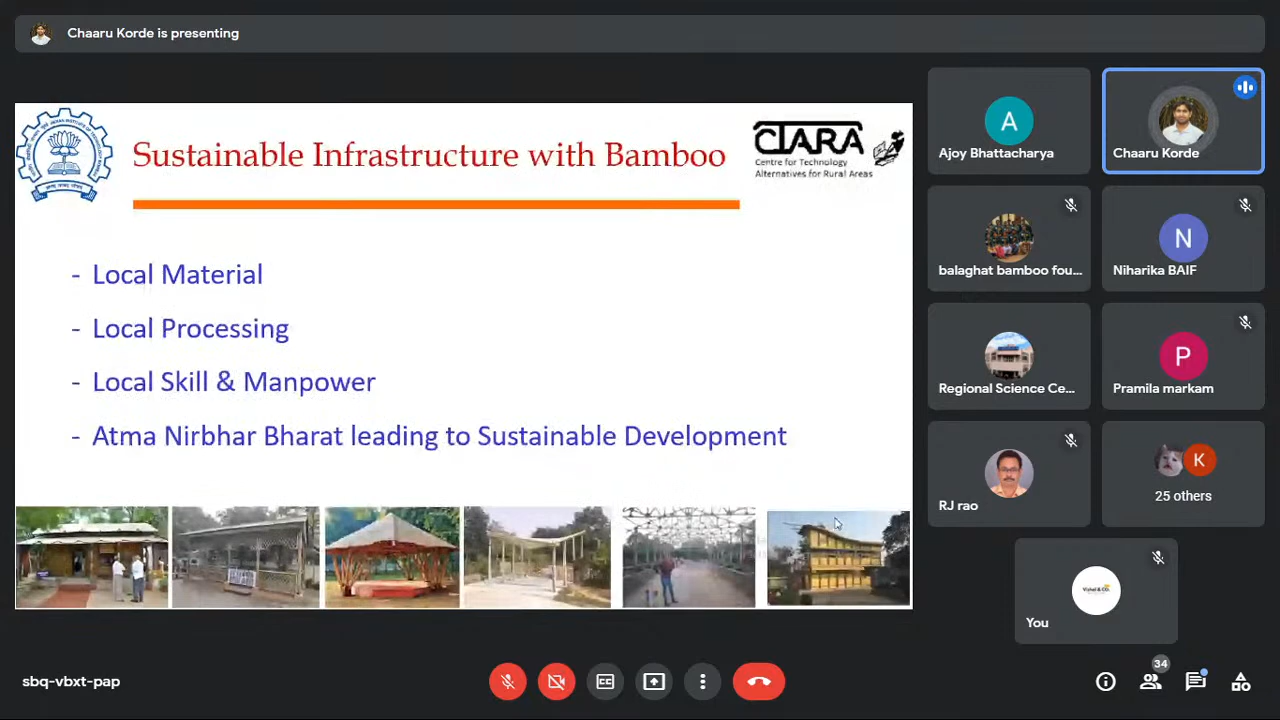 Chaaru Korde is presenting
Sustainable Infrastructure with Bamboo
CTARA
Centre for Technology
Alternatives for Rural Areas
- Local Material
- Local Processing
- Local Skill & Manpower
- Atma Nirbhar Bharat leading to Sustainable Development
A
Ajoy Bhattacharya
Chaaru Korde
balaghat bamboo fou...
N
Niharika BAIF
Regional Science Ce...
P
Pramila markam
RJ rao
K
25 others
You
sbq-vbxt-pap
CC
34